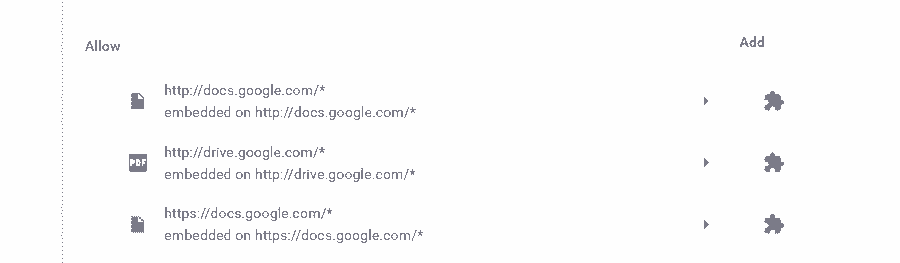 Allow
Add
http://docs.google.com/*
embedded on http://docs.google.com/*
PDF
http://drive.google.com/*
embedded on http://drive.google.com/*
https://docs.google.com/*
embedded on https://docs.google.com/*